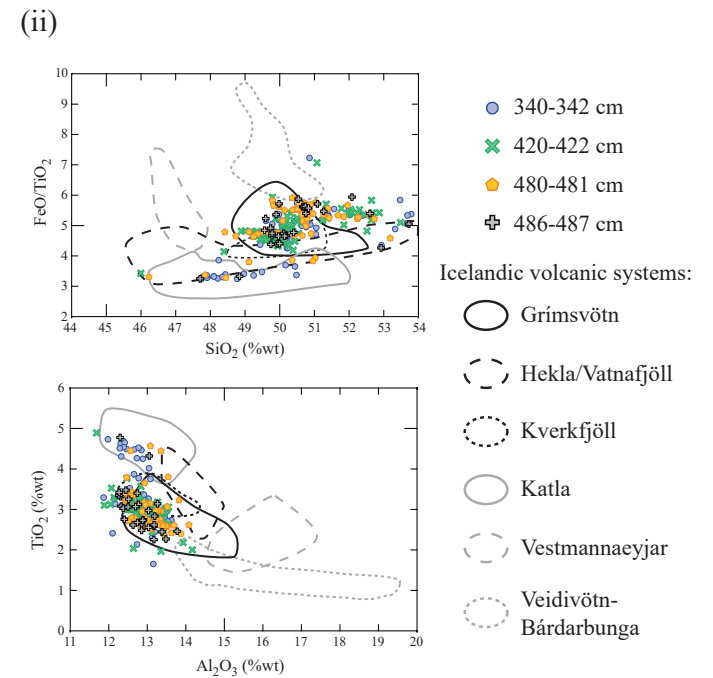 (ii)
10
9
8
7
6
5
4
3
2
FeO/TiO₂
44 45 46 47 48 49 50 51 52 53 54
SiO₂ (%wt)
340-342 cm
420-422 cm
480-481 cm
486-487 cm
Icelandic volcanic systems:
Grímsvötn
Hekla/Vatnafjöll
Kverkfjöll
Katla
Vestmannaeyjar
Veidivötn-
Bárdarbunga
6
5
4
3
2
1
0
TiO₂ (%wt)
11 12 13 14 15 16 17 18 19 20
Al₂O₃ (%wt)